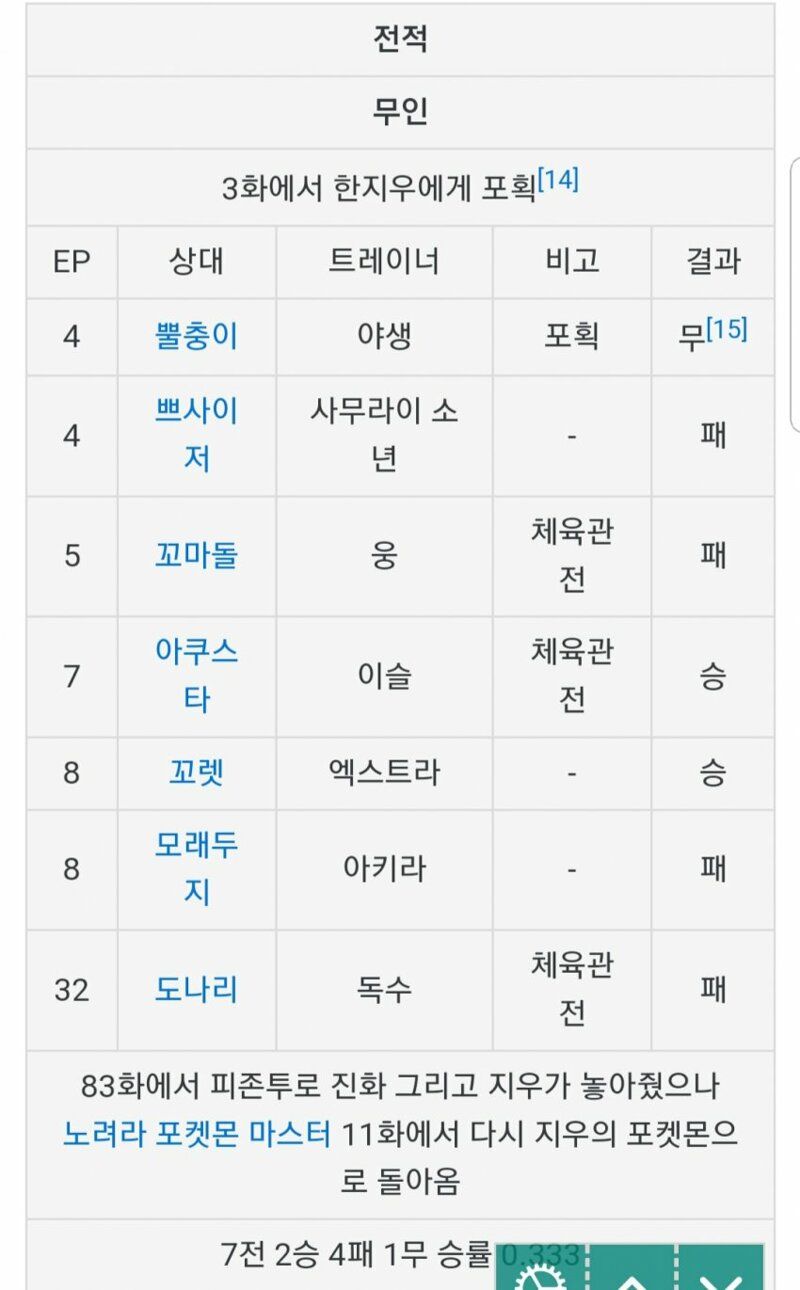 전적
무인
3화에서 한지우에게 포획[14]
EP 상대 트레이너 비고 결과
4 뿔충이 야생 포획 무[15]
4 쁘사이저 사무라이 소년 - 패
5 꼬마돌 웅 체육관전 패
7 아쿠스타 이슬 체육관전 승
8 꼬렛 엑스트라 - 승
8 모래두지 아키라 - 패
32 도나리 독수 체육관전 패
83화에서 피존투로 진화 그리고 지우가 놓아줬으나
노려라 포켓몬 마스터 11화에서 다시 지우의 포켓몬으
로 돌아옴
7전 2승 4패 1무 승률 0.333